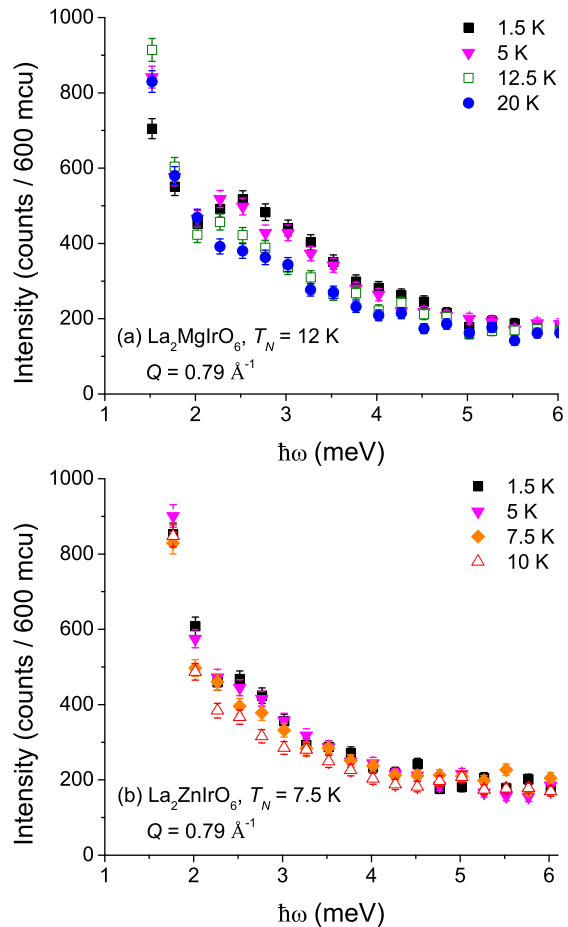 1000
800
600
400
200
0
Intensity (counts / 600 mcu)
1.5 K
5 K
12.5 K
20 K
(a) La₂MgIrO₆, T_N = 12 K
Q = 0.79 Å⁻¹
1 2 3 4 5 6
ħω (meV)
1000
800
600
400
200
0
Intensity (counts / 600 mcu)
1.5 K
5 K
7.5 K
10 K
(b) La₂ZnIrO₆, T_N = 7.5 K
Q = 0.79 Å⁻¹
1 2 3 4 5 6
ħω (meV)